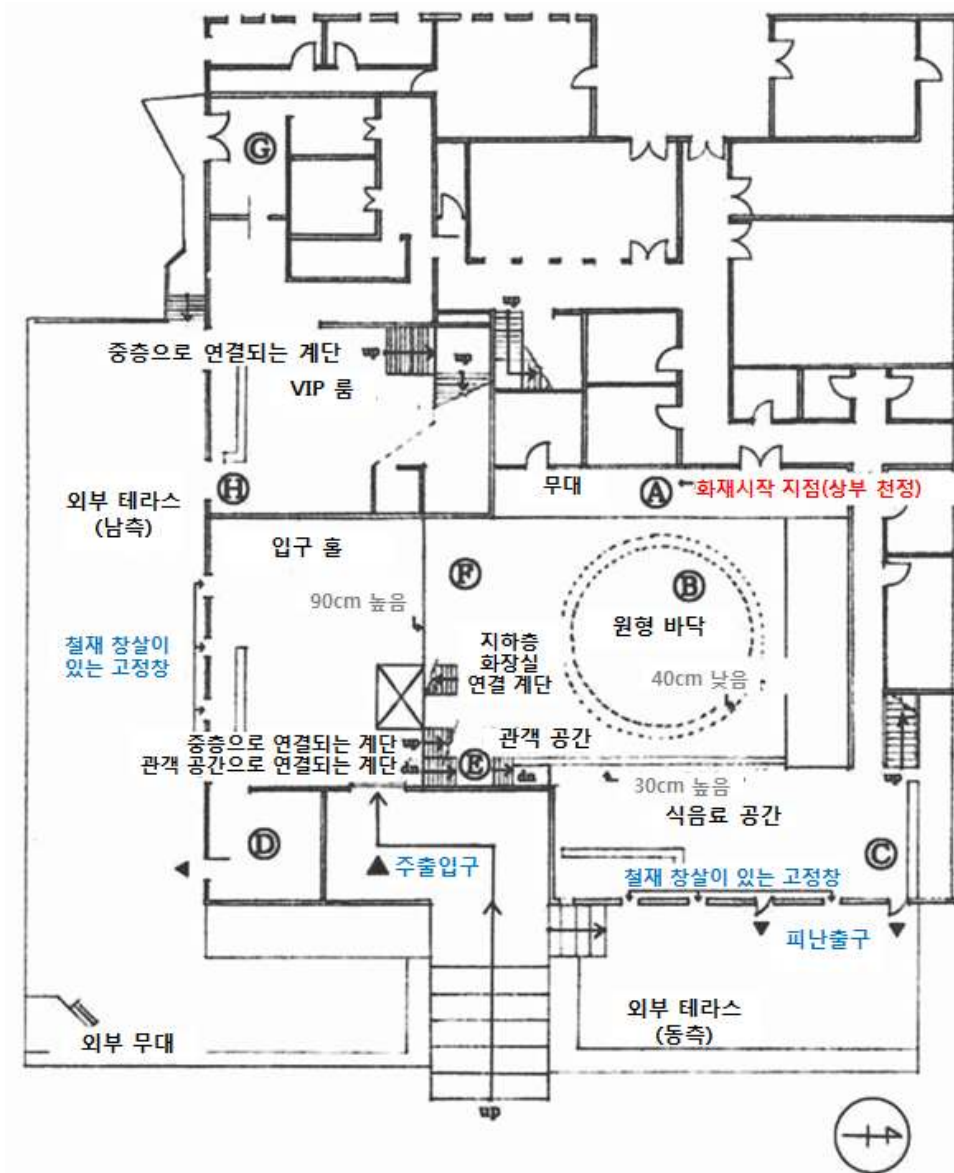 G
up
중층으로 연결되는 계단
up
up
VIP 룸
H
무대
A
화재시작 지점(상부 천정)
외부 테라스
(남측)
입구 홀
F
B
90cm 높음
원형 바닥
철재 창살이
있는 고정창
지하층
화장실
연결 계단
40cm 낮음
중층으로 연결되는 계단
up
관객 공간
관객 공간으로 연결되는 계단
dn
E
dn
up
30cm 높음
식음료 공간
D
C
주출입구
철재 창살이 있는 고정창
피난출구
외부 테라스
(동측)
외부 무대
up